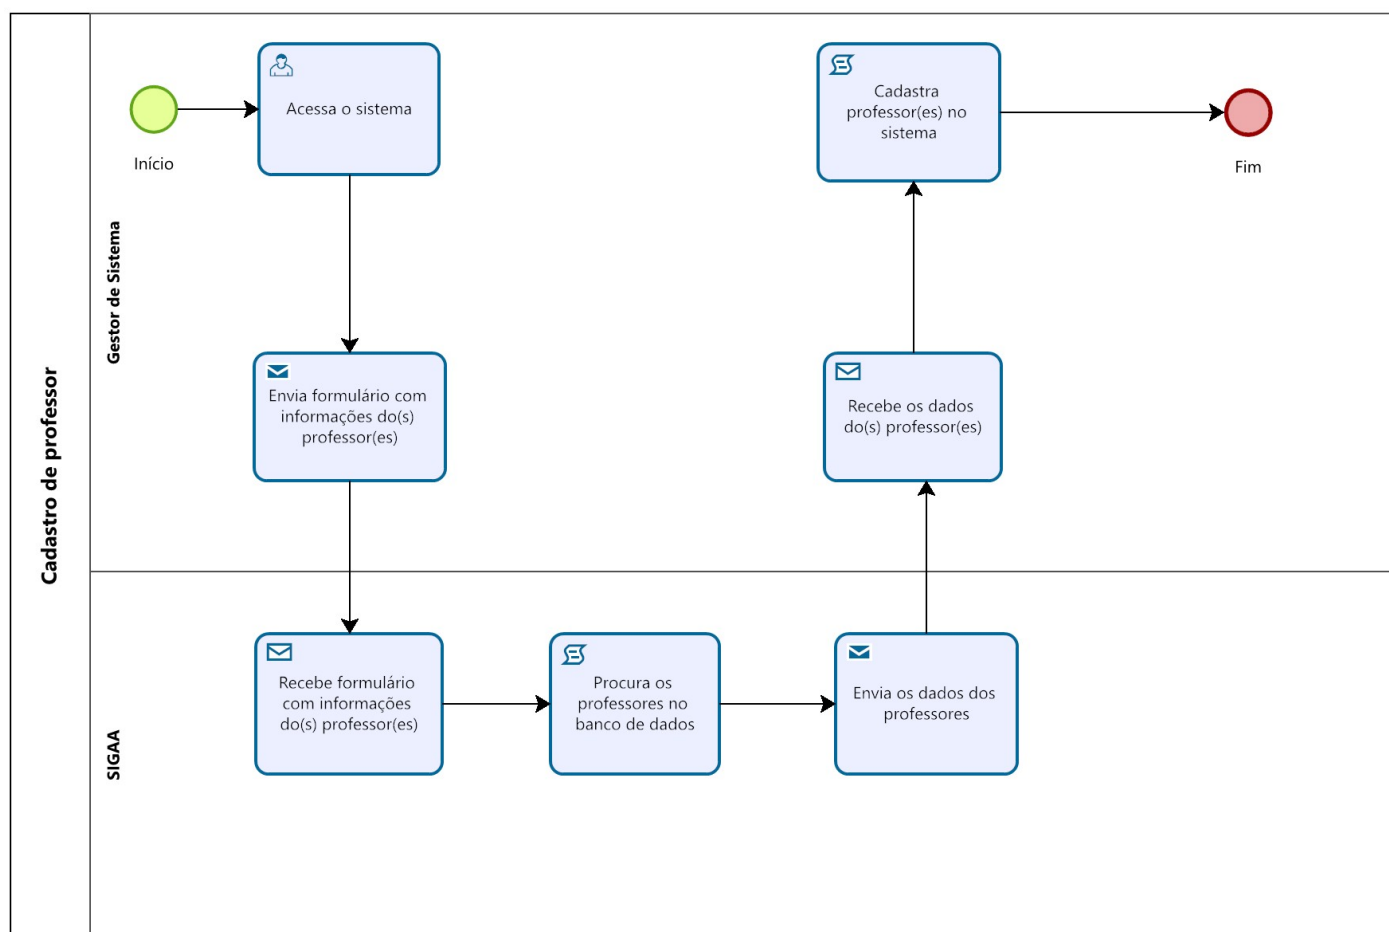 Cadastro de professor
Gestor de Sistema
Início
Acessa o sistema
Envia formulário com
informações do(s)
professor(es)
Cadastra
professor(es) no
sistema
Fim
Recebe os dados
do(s) professor(es)
SIGAA
Recebe formulário
com informações
do(s) professor(es)
Procura os
professores no
banco de dados
Envia os dados dos
professores